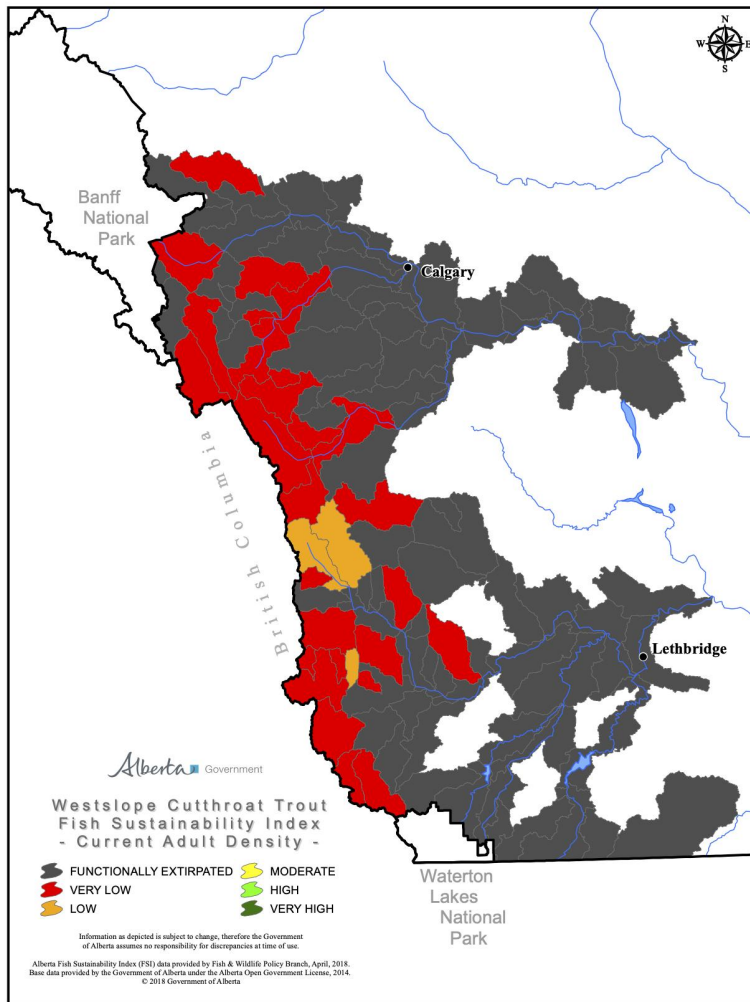 N
W E
S
Banff
National
Park
Calgary
British Columbia
Lethbridge
Alberta Government
Westslope Cutthroat Trout
Fish Sustainability Index
- Current Adult Density -
FUNCTIONALLY EXTIRPATED
VERY LOW
LOW
MODERATE
HIGH
VERY HIGH
Waterton
Lakes
National
Park
Information as depicted is subject to change, therefore the Government
of Alberta assumes no responsibility for discrepancies at time of use.
Alberta Fish Sustainability Index (FSI) data provided by Fish & Wildlife Policy Branch, April, 2018.
Base data provided by the Government of Alberta under the Alberta Open Government License, 2014.
© 2018 Government of Alberta